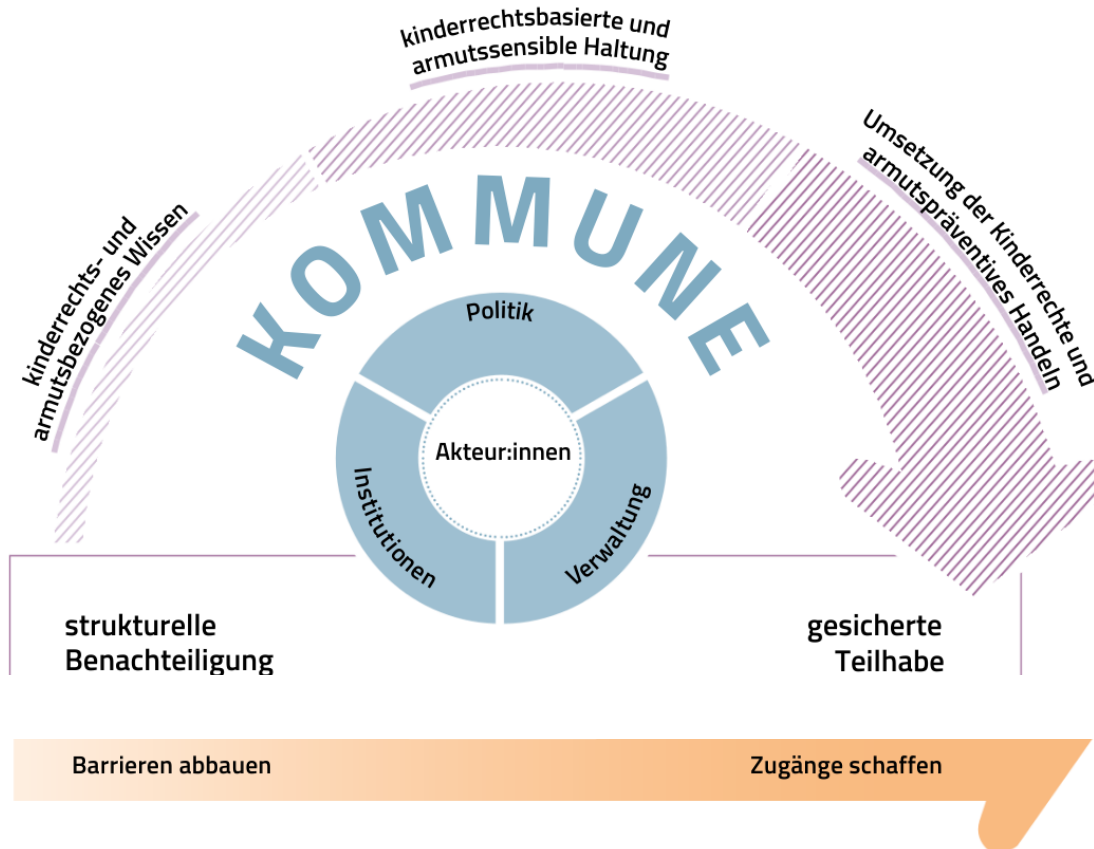 kinderrechtsbasierte und
armutssensible Haltung
kinderrechts- und
armutsbezogenes Wissen
Umsetzung der Kinderrechte und
armutspräventives Handeln
KOMMUNE
Politik
Akteur:innen
Institutionen
Verwaltung
strukturelle
Benachteiligung
gesicherte
Teilhabe
Barrieren abbauen
Zugänge schaffen